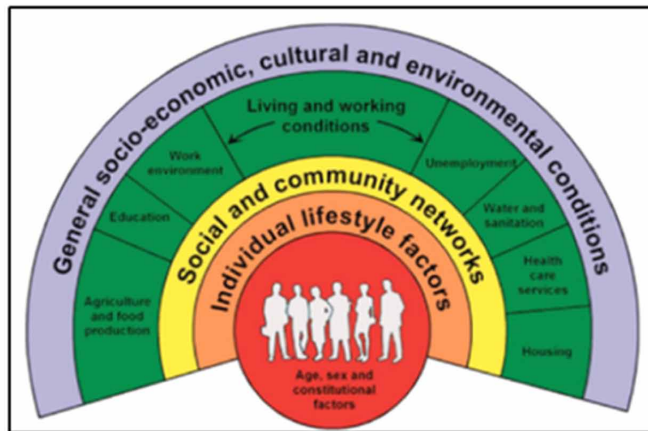 General socio-economic, cultural and environmental conditions
Living and working
conditions
Work
environment
Unemployment
Education
Water and
sanitation
Agriculture
and food
production
Health
care
services
Housing
Social and community networks
Individual lifestyle factors
Age, sex and
constitutional
factors